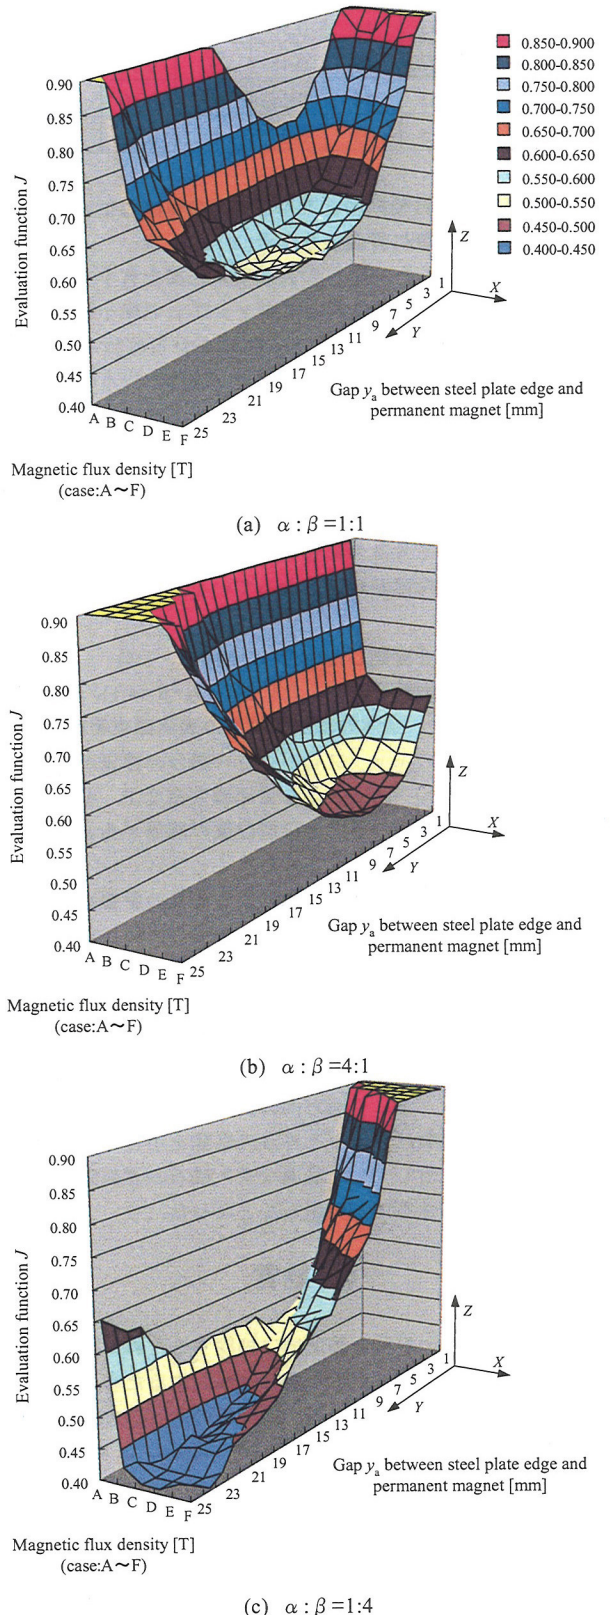 0.90
0.85
0.80
0.75
0.70
0.65
0.60
0.55
0.50
0.45
0.40
Evaluation function J
0.850-0.900
0.800-0.850
0.750-0.800
0.700-0.750
0.650-0.700
0.600-0.650
0.550-0.600
0.500-0.550
0.450-0.500
0.400-0.450
Z
X
Y
A B C D E F
25 23 21 19 17 15 13 11 9 7 5 3 1
Gap yₐ between steel plate edge and
permanent magnet [mm]
Magnetic flux density [T]
(case:A〜F)
(a) α : β =1:1
0.90
0.85
0.80
0.75
0.70
0.65
0.60
0.55
0.50
0.45
0.40
Evaluation function J
Z
X
Y
A B C D E F
25 23 21 19 17 15 13 11 9 7 5 3 1
Gap yₐ between steel plate edge and
permanent magnet [mm]
Magnetic flux density [T]
(case:A〜F)
(b) α : β =4:1
0.90
0.85
0.80
0.75
0.70
0.65
0.60
0.55
0.50
0.45
0.40
Evaluation function J
Z
X
Y
A B C D E F
25 23 21 19 17 15 13 11 9 7 5 3 1
Gap yₐ between steel plate edge and
permanent magnet [mm]
Magnetic flux density [T]
(case:A〜F)
(c) α : β =1:4